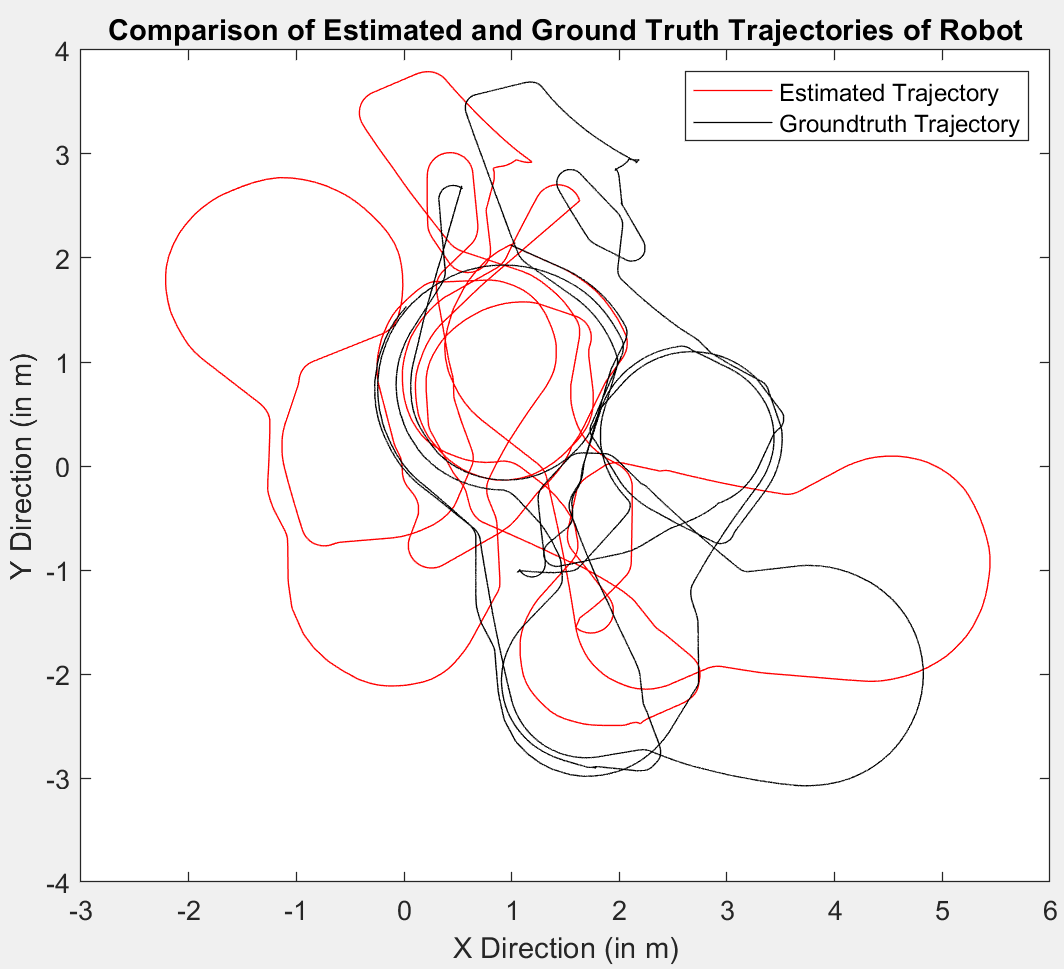 Comparison of Estimated and Ground Truth Trajectories of Robot
Estimated Trajectory
Groundtruth Trajectory
4
3
2
1
0
-1
-2
-3
-4
Y Direction (in m)
-3 -2 -1 0 1 2 3 4 5 6
X Direction (in m)